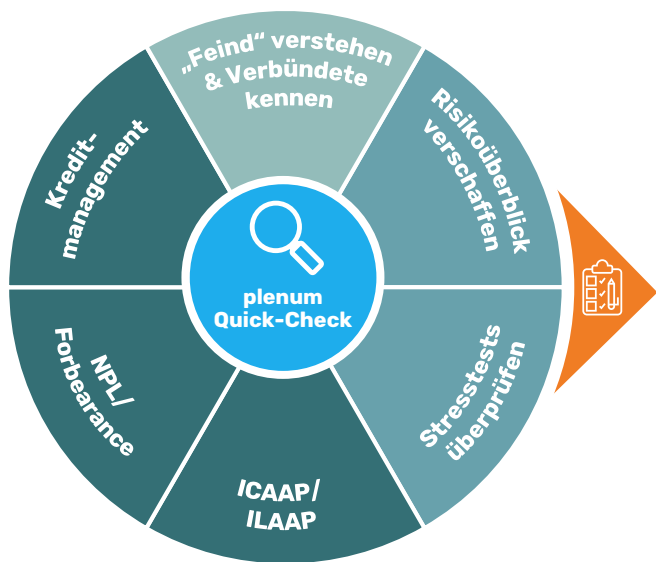 „Feind“ verstehen
& Verbündete
kennen
Risikoüberblick
verschaffen
Stresstests
überprüfen
ICAAP/
ILAAP
NPL/
Forbearance
Kredit-
management
plenum
Quick-Check